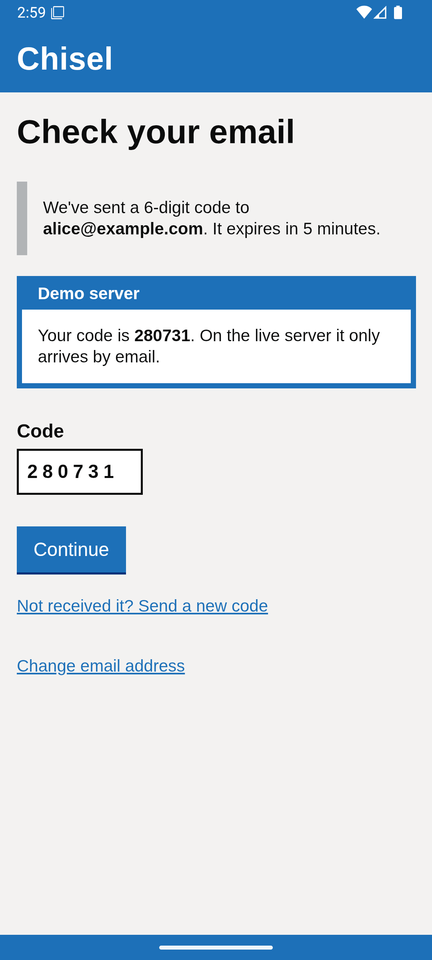 2:59
Chisel
Check your email
We've sent a 6-digit code to
alice@example.com. It expires in 5 minutes.
Demo server
Your code is 280731. On the live server it only
arrives by email.
Code
280731
Continue
Not received it? Send a new code
Change email address